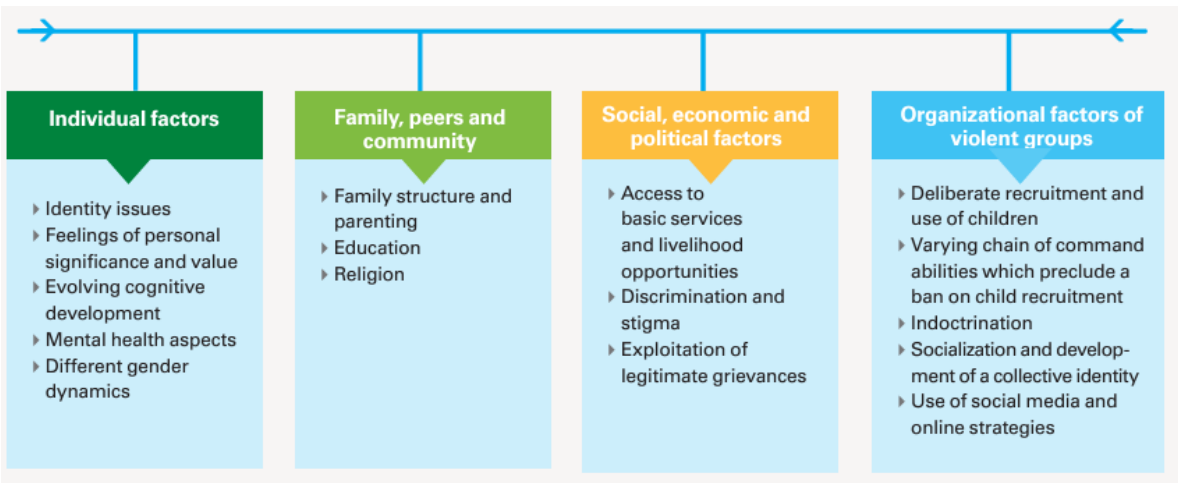 Individual factors
Identity issues
Feelings of personal
significance and value
Evolving cognitive
development
Mental health aspects
Different gender
dynamics
Family, peers and
community
Family structure and
parenting
Education
Religion
Social, economic and
political factors
Access to
basic services
and livelihood
opportunities
Discrimination and
stigma
Exploitation of
legitimate grievances
Organizational factors of
violent groups
Deliberate recruitment and
use of children
Varying chain of command
abilities which preclude a
ban on child recruitment
Indoctrination
Socialization and develop-
ment of a collective identity
Use of social media and
online strategies